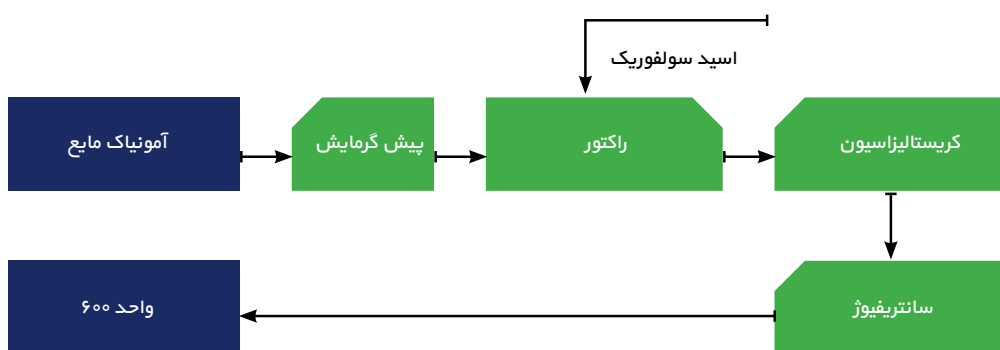 اسید سولفوریک
آمونیاک مایع
پیش گرمایش
راکتور
کریستالیزاسیون
سانتریفیوژ
واحد ۶۰۰